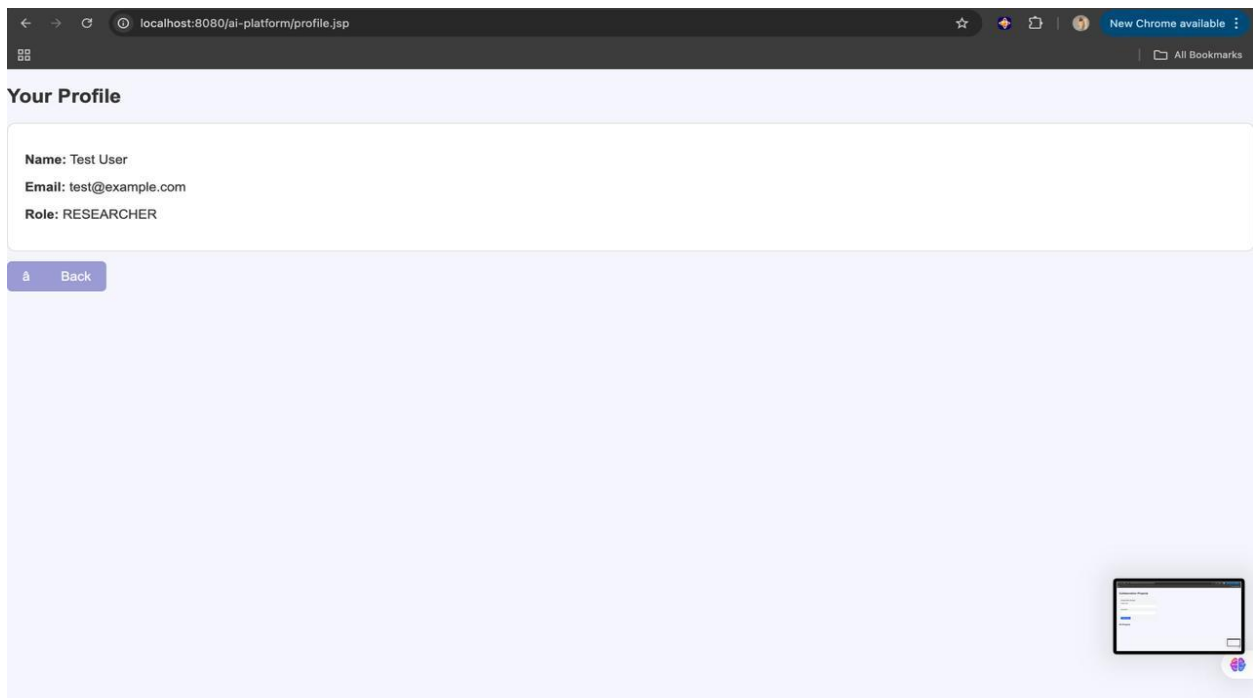 localhost:8080/ai-platform/profile.jsp
New Chrome available
All Bookmarks
Your Profile
Name: Test User
Email: test@example.com
Role: RESEARCHER
â Back